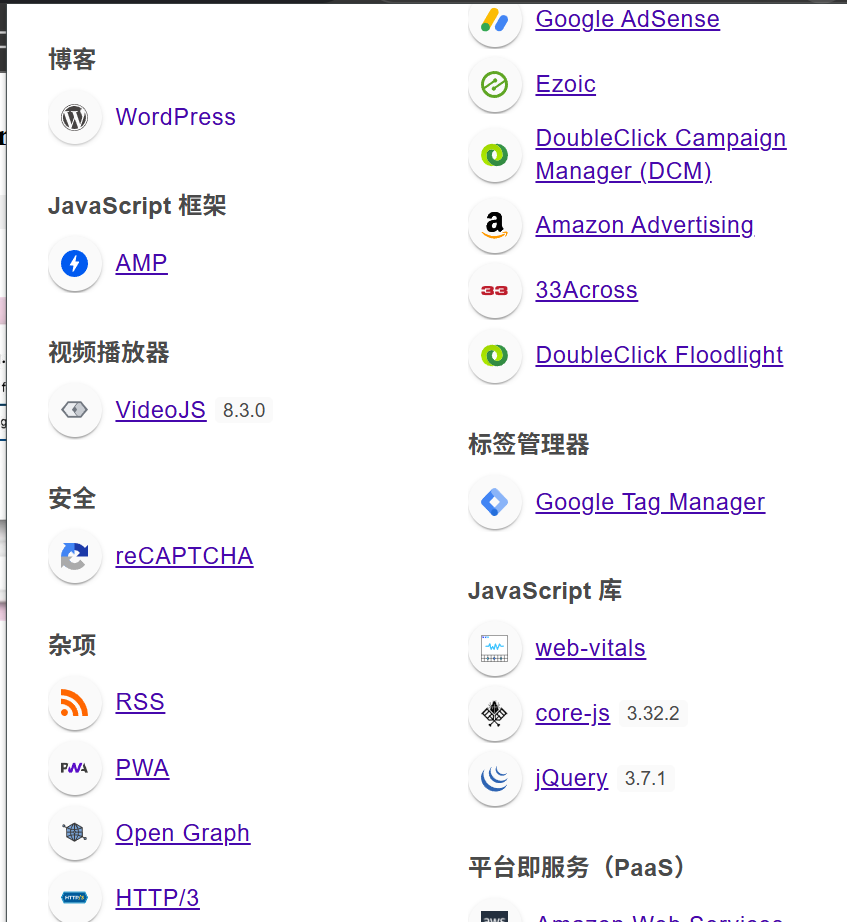 博客
WordPress
JavaScript 框架
AMP
视频播放器
VideoJS 8.3.0
安全
reCAPTCHA
杂项
RSS
PWA
Open Graph
HTTP/3
Google AdSense
Ezoic
DoubleClick Campaign
Manager (DCM)
Amazon Advertising
33Across
DoubleClick Floodlight
标签管理器
Google Tag Manager
JavaScript 库
web-vitals
core-js 3.32.2
jQuery 3.7.1
平台即服务（PaaS）
Amazon Web Services